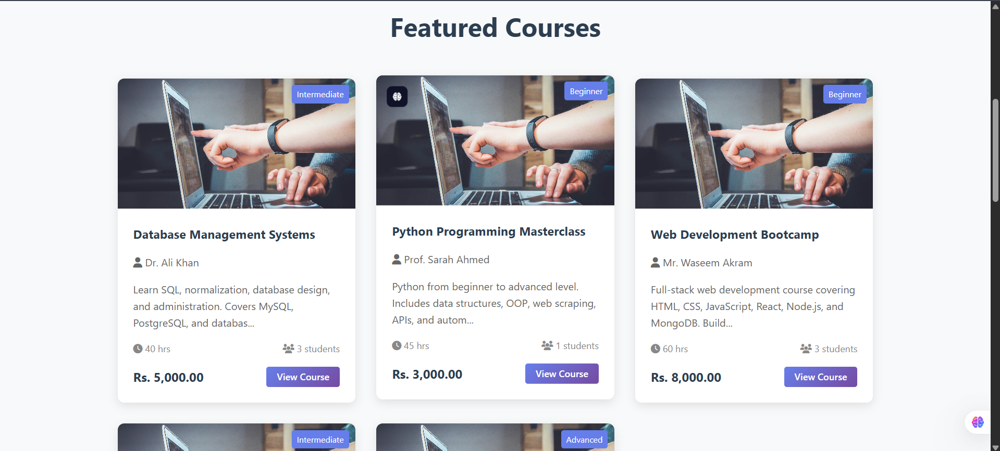 Featured Courses
Intermediate
Database Management Systems
Dr. Ali Khan
Learn SQL, normalization, database design,
and administration. Covers MySQL,
PostgreSQL, and databas...
40 hrs
3 students
Rs. 5,000.00
View Course
Beginner
Python Programming Masterclass
Prof. Sarah Ahmed
Python from beginner to advanced level.
Includes data structures, OOP, web scraping,
APIs, and autom...
45 hrs
1 students
Rs. 3,000.00
View Course
Beginner
Web Development Bootcamp
Mr. Waseem Akram
Full-stack web development course covering
HTML, CSS, JavaScript, React, Node.js, and
MongoDB. Build...
60 hrs
3 students
Rs. 8,000.00
View Course
Intermediate
Advanced